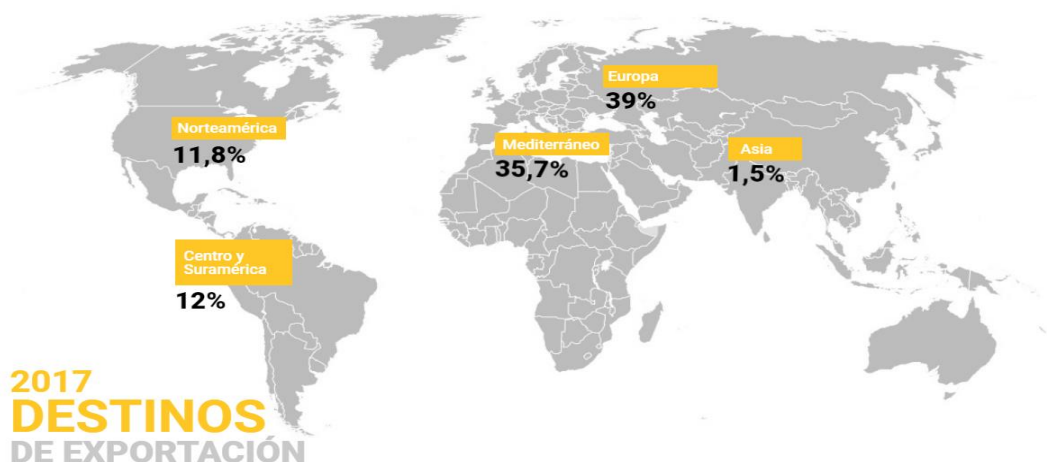 Europa
39%
Norteamérica
11,8%
Mediterráneo
35,7%
Asia
1,5%
Centro y
Suramérica
12%
2017
DESTINOS
DE EXPORTACIÓN